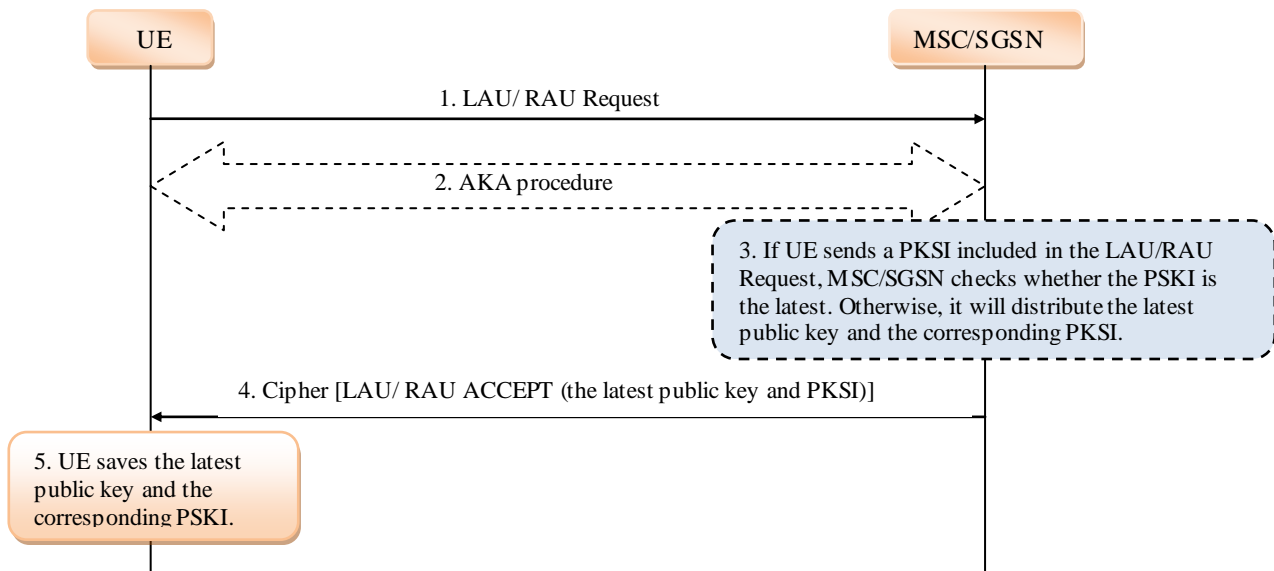 UE
MSC/SGSN
1. LAU/ RAU Request
2. AKA procedure
3. If UE sends a PKSI included in the LAU/RAU
Request, MSC/SGSN checks whether the PSKI is
the latest. Otherwise, it will distribute the latest
public key and the corresponding PKSI.
4. Cipher [LAU/ RAU ACCEPT (the latest public key and PKSI)]
5. UE saves the latest
public key and the
corresponding PSKI.